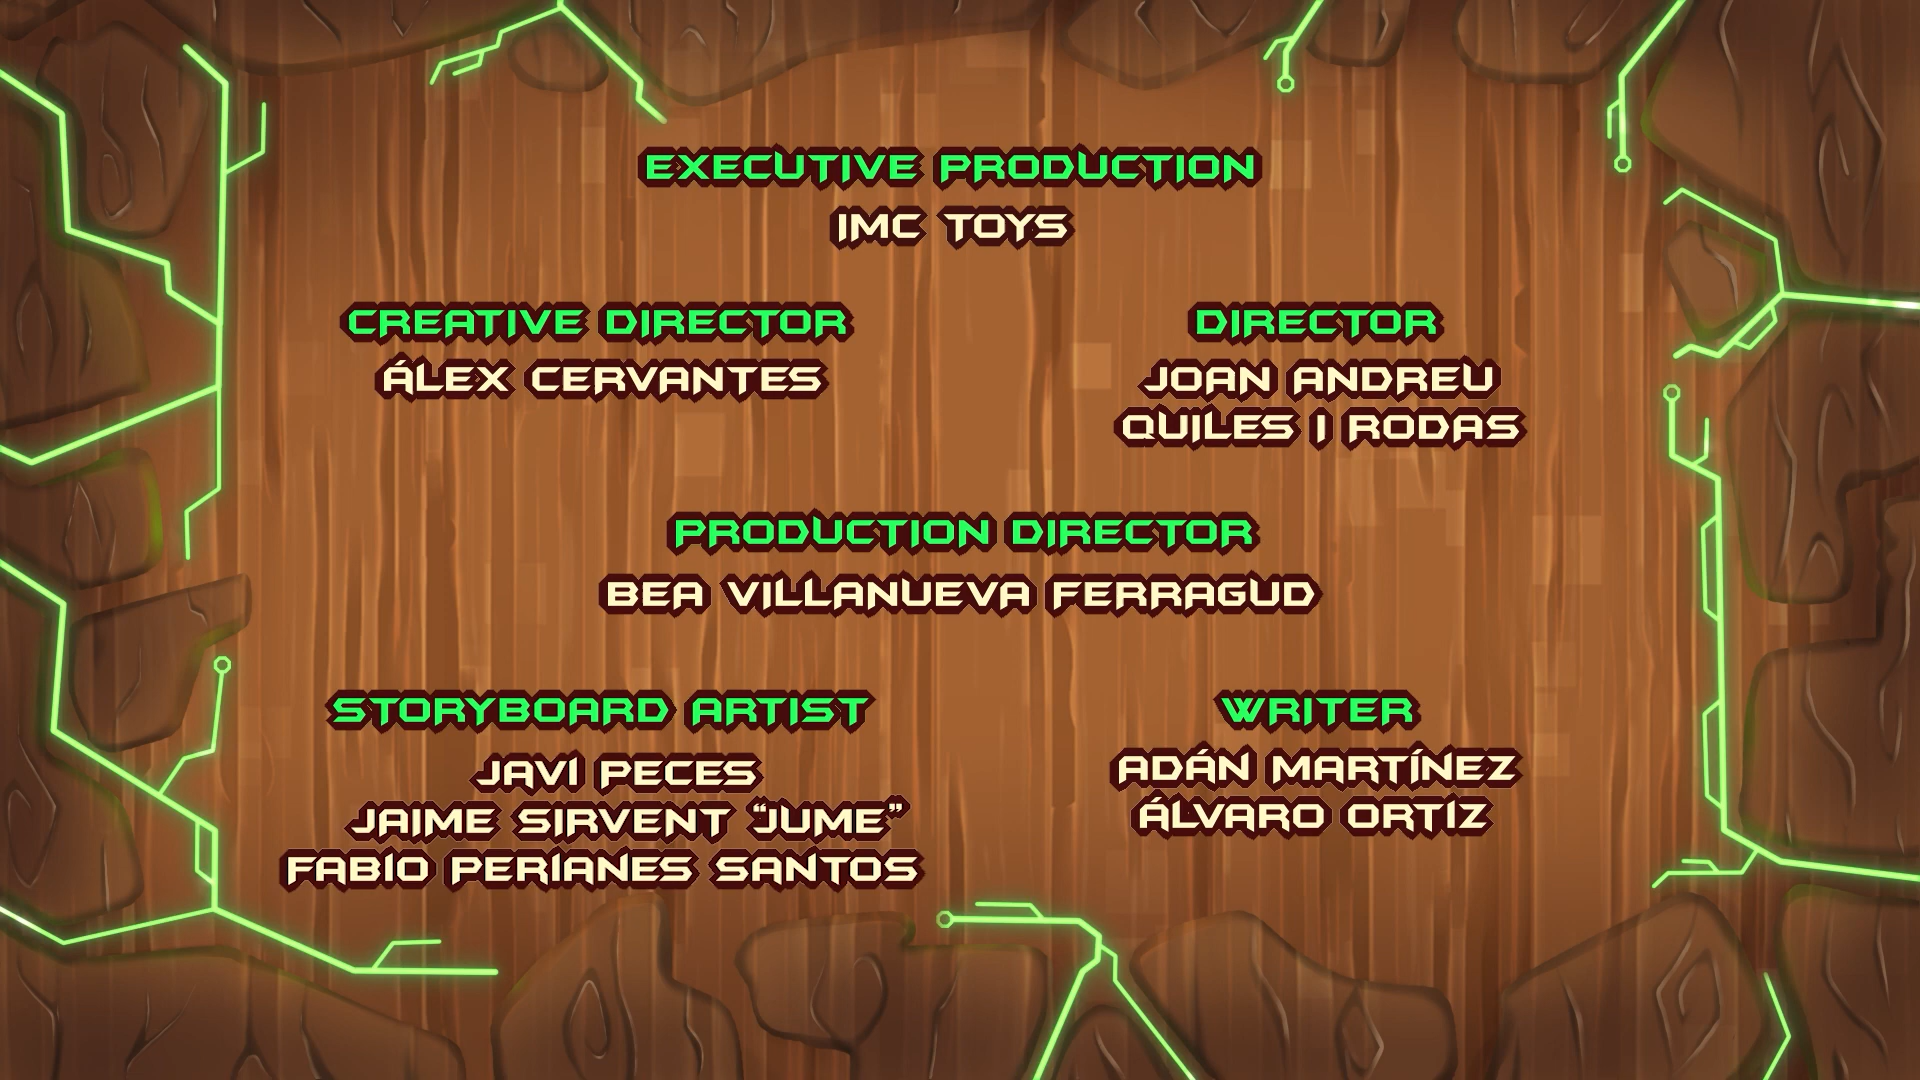 EXECUTIVE PRODUCTION
IMC TOYS
CREATIVE DIRECTOR
ÁLEX CERVANTES
DIRECTOR
JOAN ANDREU
QUILES I RODAS
PRODUCTION DIRECTOR
BEA VILLANUEVA FERRAGUD
STORYBOARD ARTIST
JAVI PECES
JAIME SIRVENT “JUME”
FABIO PERIANES SANTOS
WRITER
ADÁN MARTÍNEZ
ÁLVARO ORTIZ